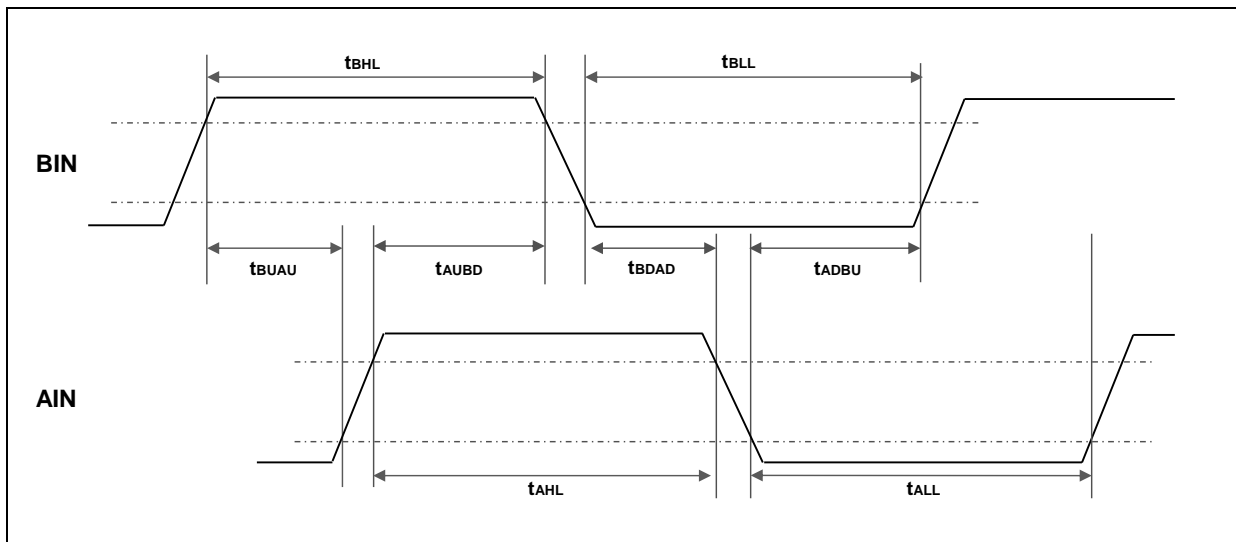 tBHL
tBLL
BIN
tBUAU
tAUBD
tBDAD
tADBU
AIN
tAHL
tALL